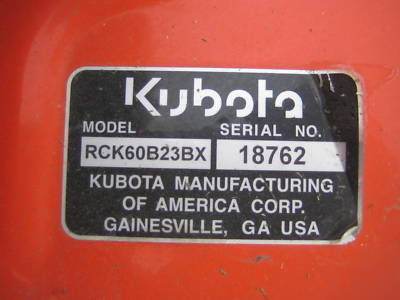 Kubota
MODEL SERIAL NO.
RCK60B23BX 18762
KUBOTA MANUFACTURING
OF AMERICA CORP.
GAINESVILLE, GA USA